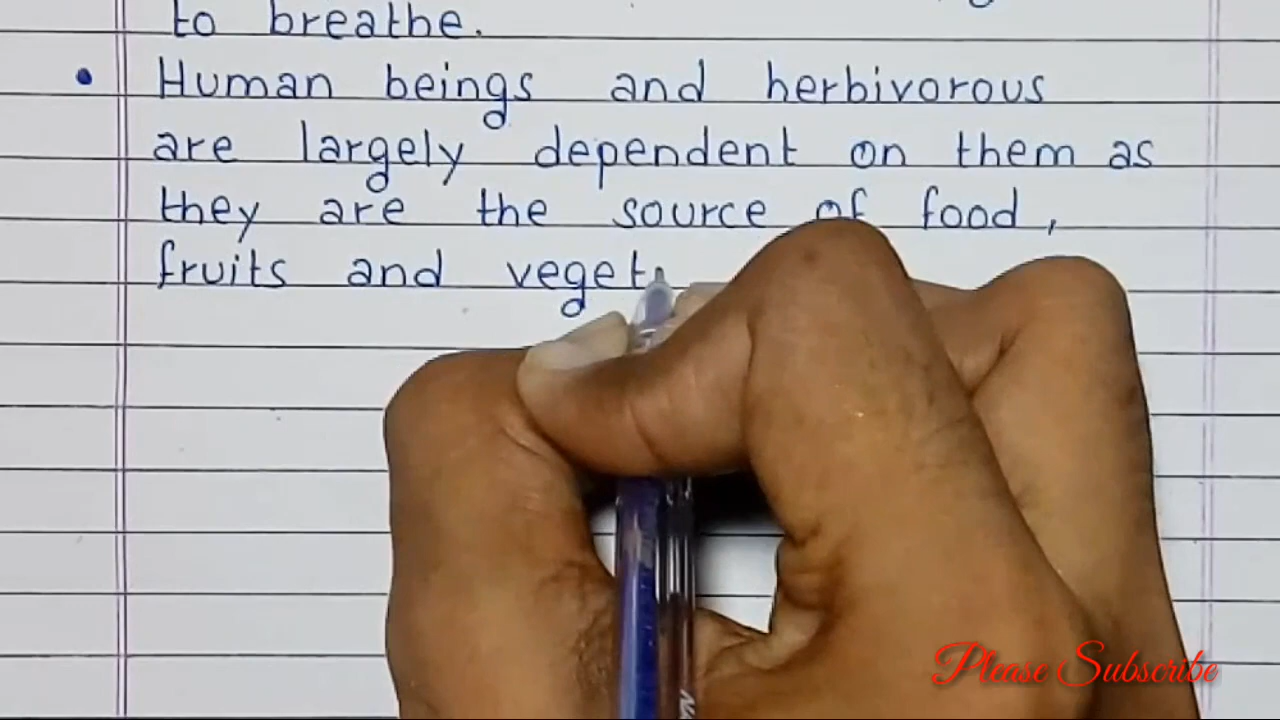 to breathe.
• Human beings and herbivorous
are largely dependent on them as
they are the source of food,
fruits and veget
Please Subscribe